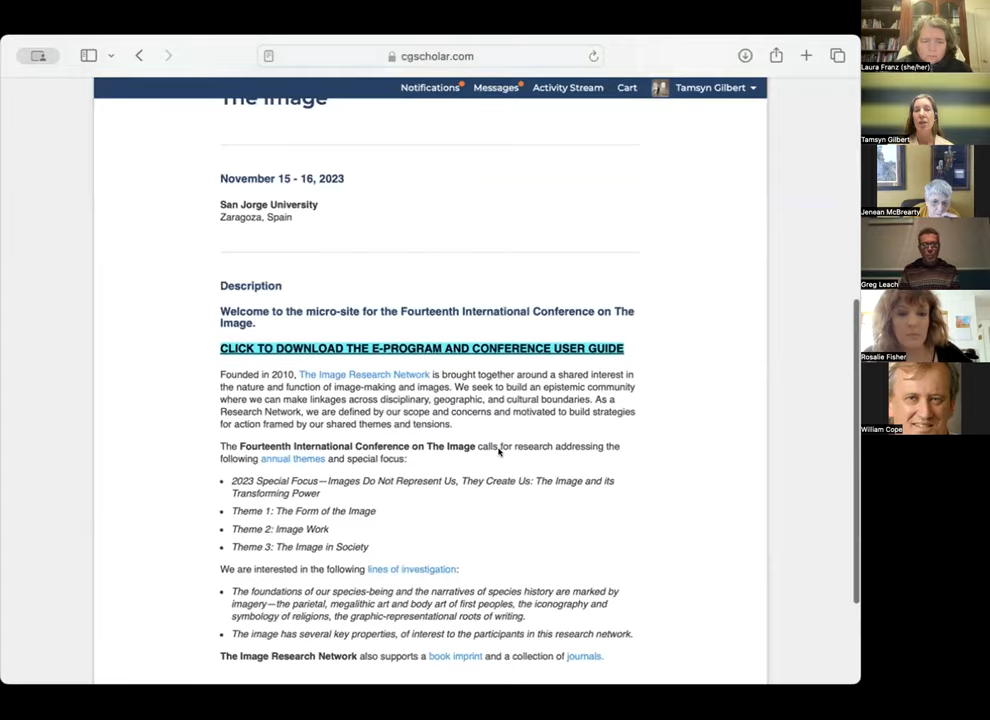 cgscholar.com
Notifications
Messages
Activity Stream
Cart
Tamsyn Gilbert
The Image
November 15 - 16, 2023
San Jorge University
Zaragoza, Spain
Description
Welcome to the micro-site for the Fourteenth International Conference on The
Image.
CLICK TO DOWNLOAD THE E-PROGRAM AND CONFERENCE USER GUIDE
Founded in 2010, The Image Research Network is brought together around a shared interest in
the nature and function of image-making and images. We seek to build an epistemic community
where we can make linkages across disciplinary, geographic, and cultural boundaries. As a
Research Network, we are defined by our scope and concerns and motivated to build strategies
for action framed by our shared themes and tensions.
The Fourteenth International Conference on The Image calls for research addressing the
following annual themes and special focus:
2023 Special Focus—Images Do Not Represent Us, They Create Us: The Image and its
Transforming Power
Theme 1: The Form of the Image
Theme 2: Image Work
Theme 3: The Image in Society
We are interested in the following lines of investigation:
The foundations of our species-being and the narratives of species history are marked by
imagery—the parietal, megalithic art and body art of first peoples, the iconography and
symbology of religions, the graphic-representational roots of writing.
The image has several key properties, of interest to the participants in this research network.
The Image Research Network also supports a book imprint and a collection of journals.
Laura Franz (she/her)
Tamsyn Gilbert
Jenean McBrearty
Greg Leach
Rosalie Fisher
William Cope